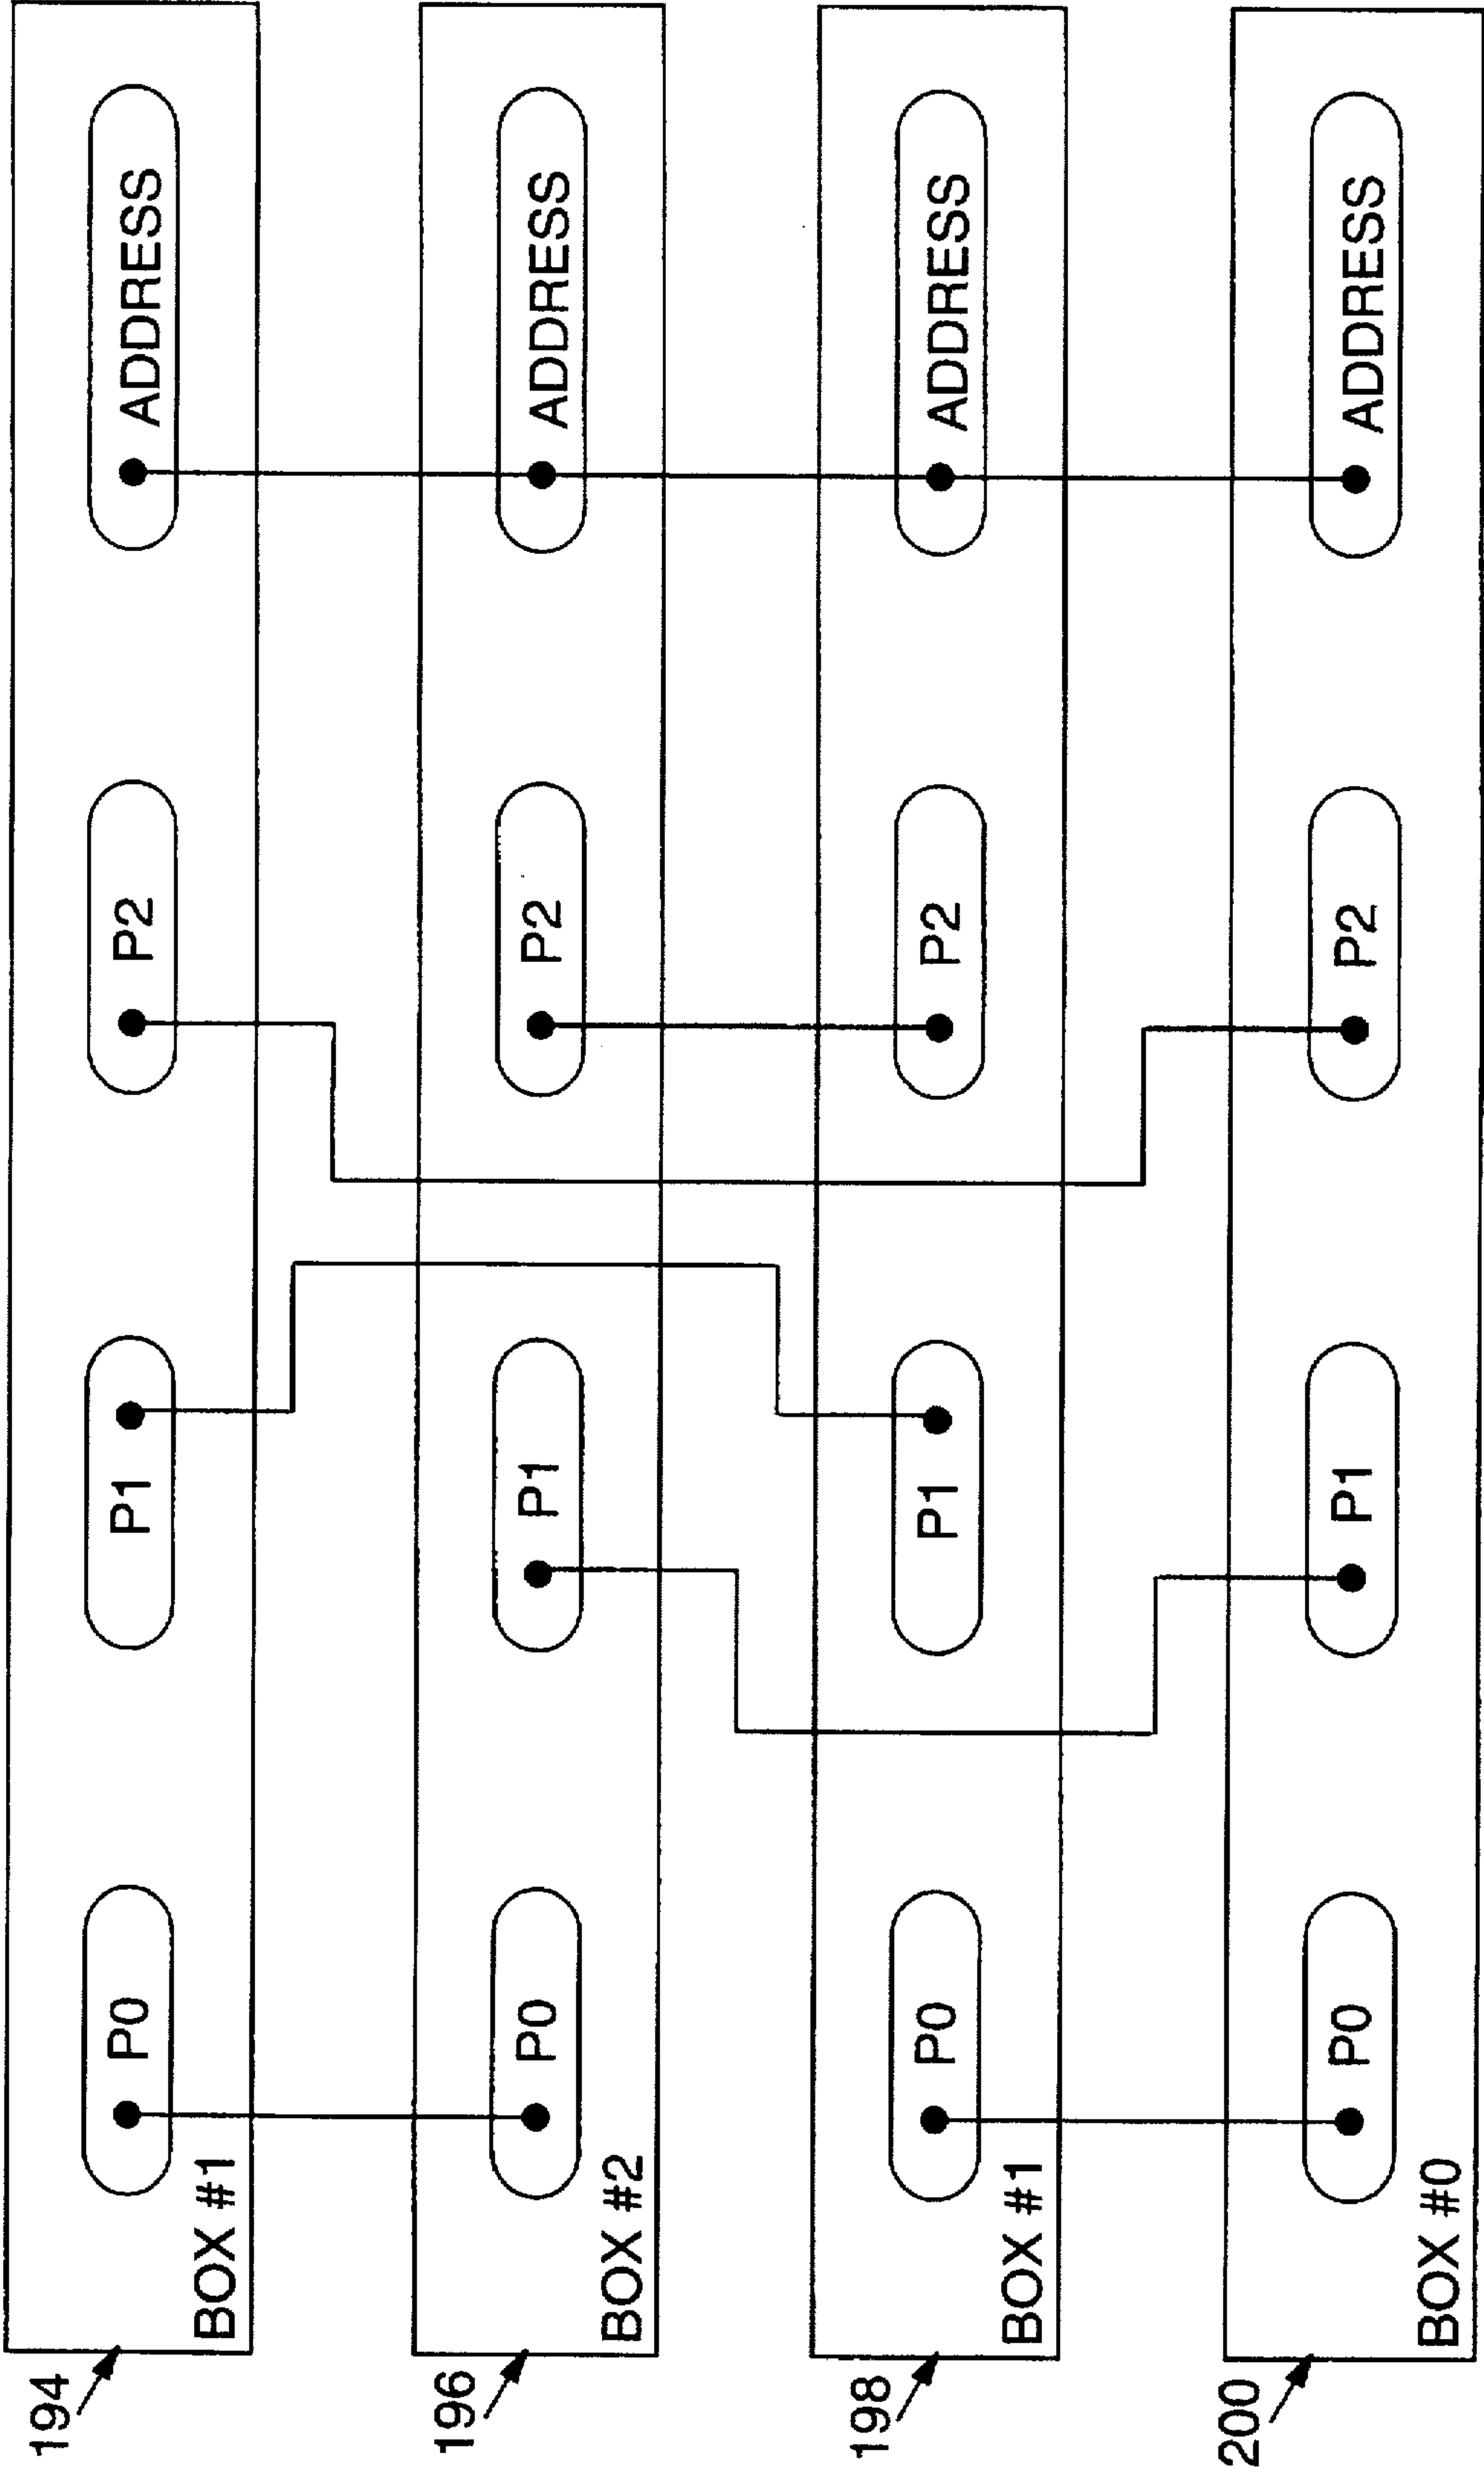 194
P0
P1
P2
ADDRESS
BOX #1
196
P0
P1
P2
ADDRESS
BOX #2
198
P0
P1
P2
ADDRESS
BOX #1
200
P0
P1
P2
ADDRESS
BOX #0